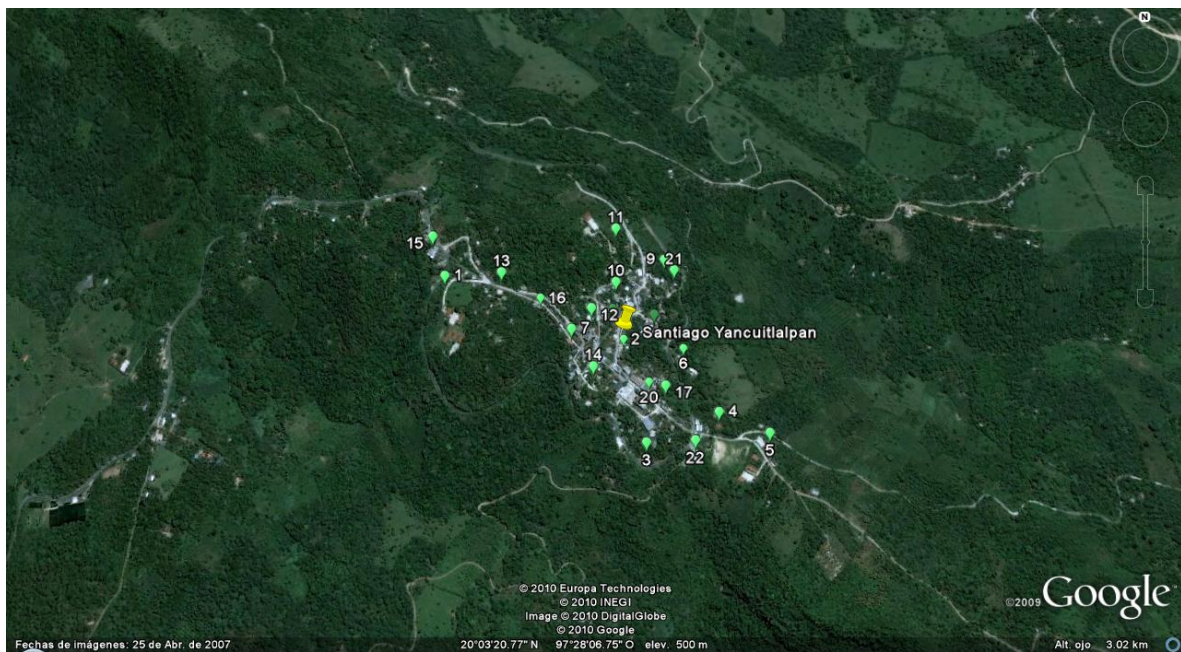 N
11
15
9 21
13
1
10
16
12
7
Santiago Yancuitlalpan
2
6
14
20
17
4
3
22
5
© 2010 Europa Technologies
© 2010 INEGI
Image © 2010 DigitalGlobe
© 2010 Google
©2009 Google
Fechas de imágenes: 25 de Abr. de 2007
20°03'20.77" N 97°28'06.75" O elev. 500 m
Alt. ojo 3.02 km